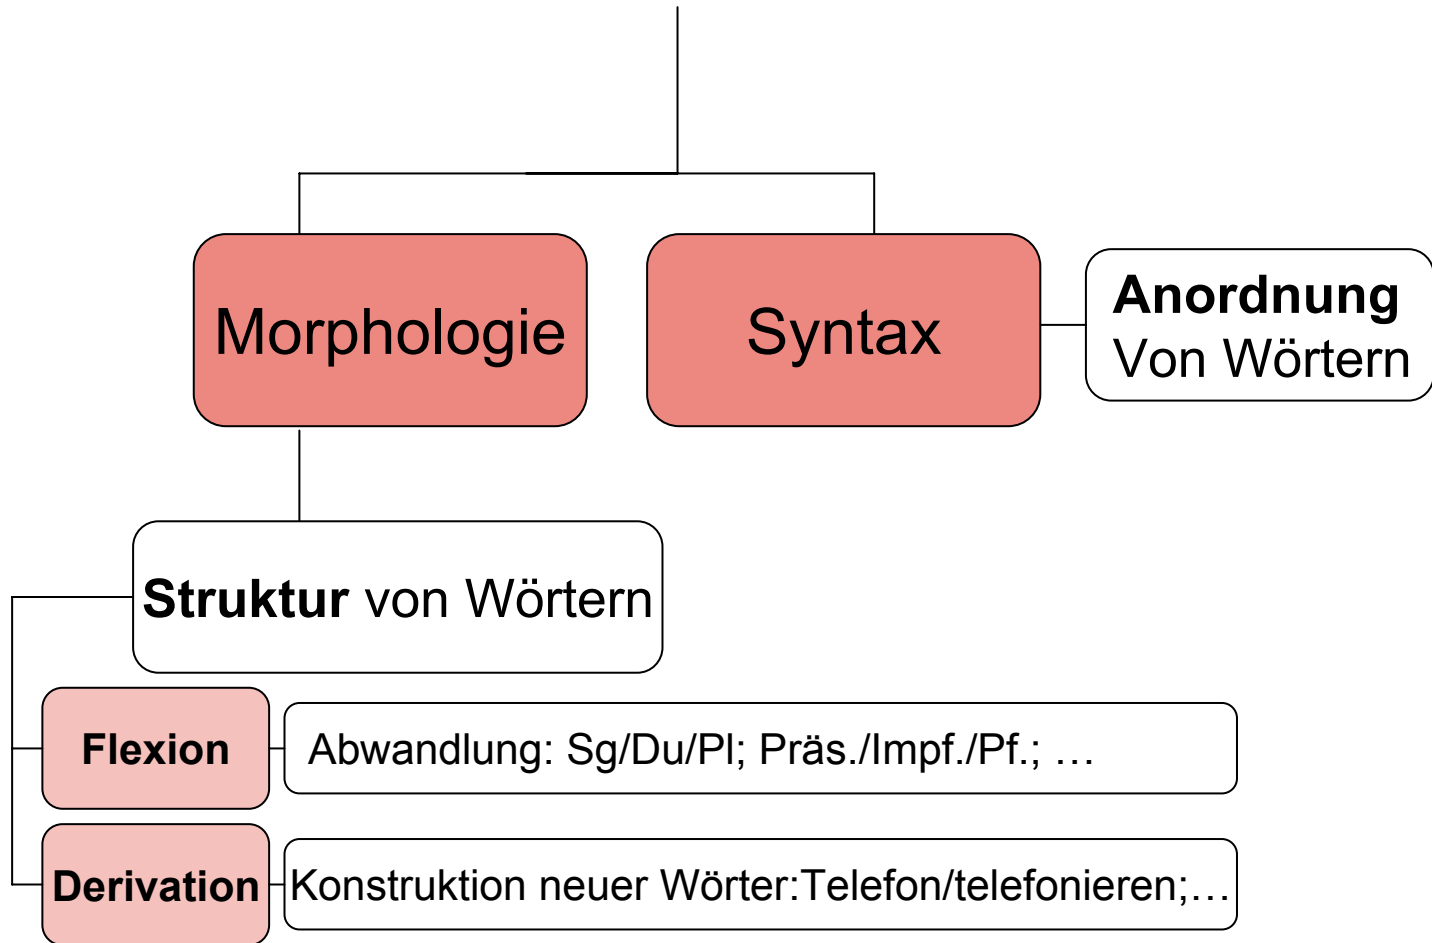 Morphologie
Syntax
Anordnung
Von Wörtern
Struktur von Wörtern
Flexion
Abwandlung: Sg/Du/Pl; Präs./Impf./Pf.; …
Derivation
Konstruktion neuer Wörter:Telefon/telefonieren;…